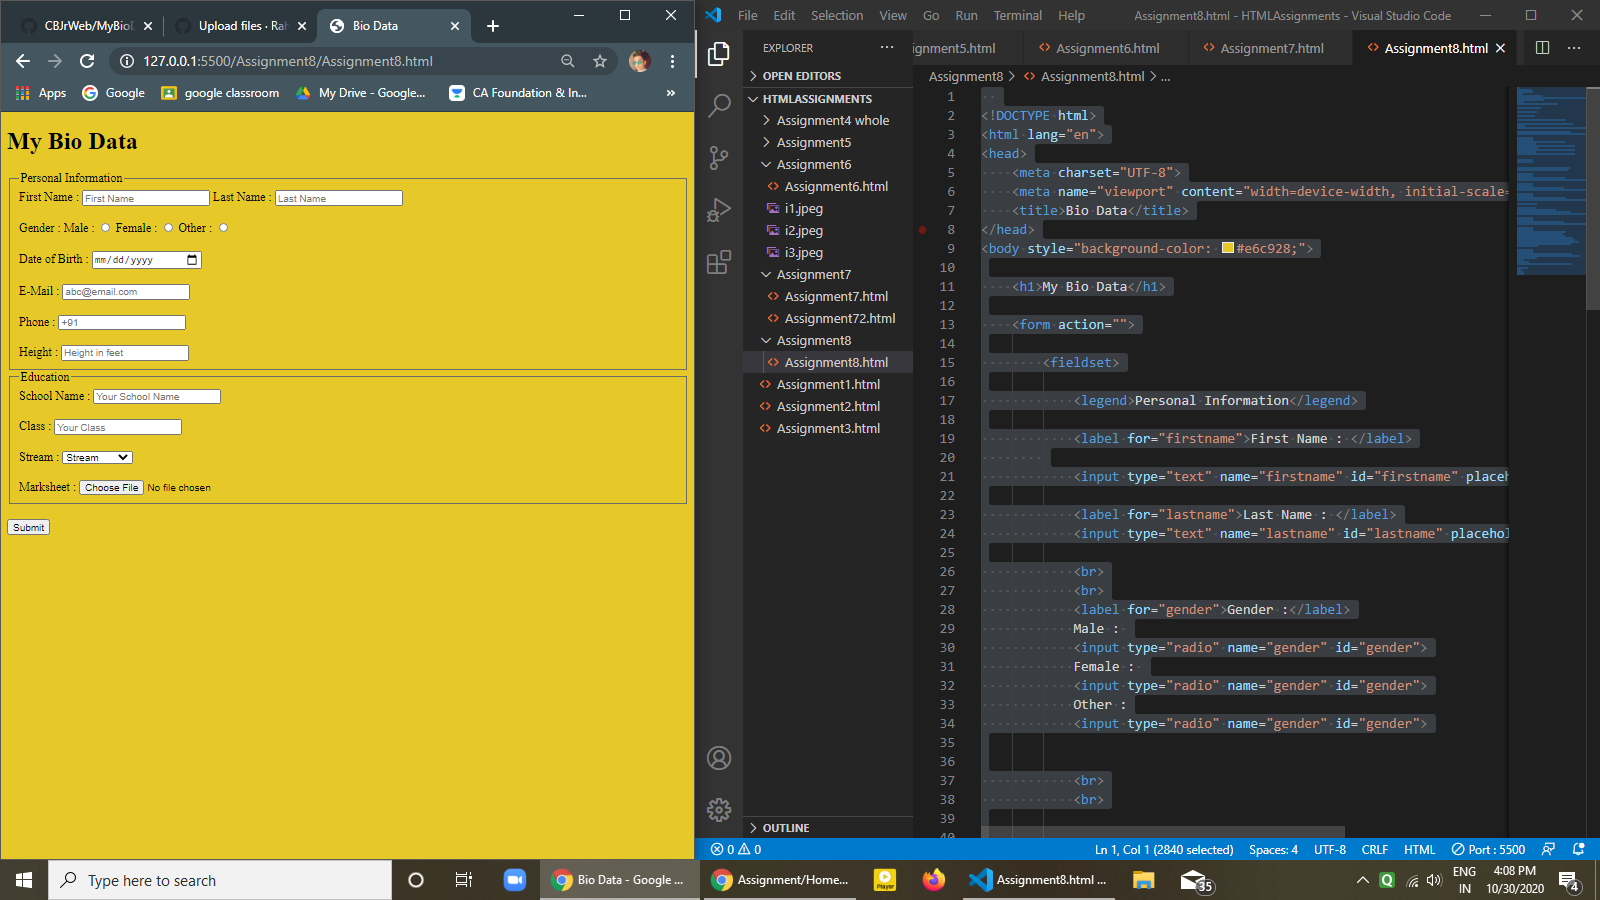 CBJrWeb/MyBio
Upload files · Rah
Bio Data
127.0.0.1:5500/Assignment8/Assignment8.html
Apps
Google
google classroom
My Drive - Google...
CA Foundation & In...
»
My Bio Data
Personal Information
First Name : First Name Last Name : Last Name
Gender : Male : Female : Other :
Date of Birth : mm/dd/yyyy
E-Mail : abc@email.com
Phone : +91
Height : Height in feet
Education
School Name : Your School Name
Class : Your Class
Stream : Stream
Marksheet : Choose File No file chosen
Submit
File Edit Selection View Go Run Terminal Help
Assignment8.html - HTMLAssignments - Visual Studio Code
EXPLORER
OPEN EDITORS
HTMLASSIGNMENTS
Assignment4 whole
Assignment5
Assignment6
Assignment6.html
i1.jpeg
i2.jpeg
i3.jpeg
Assignment7
Assignment7.html
Assignment72.html
Assignment8
Assignment8.html
Assignment1.html
Assignment2.html
Assignment3.html
OUTLINE
ignment5.html
Assignment6.html
Assignment7.html
Assignment8.html
Assignment8 > Assignment8.html > ...
1
2 <!DOCTYPE html>
3 <html lang="en">
4 <head>
5 <meta charset="UTF-8">
6 <meta name="viewport" content="width=device-width, initial-scale=
7 <title>Bio Data</title>
8 </head>
9 <body style="background-color: #e6c928;">
10
11 <h1>My Bio Data</h1>
12
13 <form action="">
14
15 <fieldset>
16
17 <legend>Personal Information</legend>
18
19 <label for="firstname">First Name : </label>
20
21 <input type="text" name="firstname" id="firstname" placeh
22
23 <label for="lastname">Last Name : </label>
24 <input type="text" name="lastname" id="lastname" placehol
25
26 <br>
27 <br>
28 <label for="gender">Gender :</label>
29 Male :
30 <input type="radio" name="gender" id="gender">
31 Female :
32 <input type="radio" name="gender" id="gender">
33 Other :
34 <input type="radio" name="gender" id="gender">
35
36
37 <br>
38 <br>
39
40
0 0
Ln 1, Col 1 (2840 selected) Spaces: 4 UTF-8 CRLF HTML Port : 5500
Type here to search
Bio Data - Google ...
Assignment/Home...
Player
Assignment8.html ...
35
Q
ENG
IN
4:08 PM
10/30/2020
4